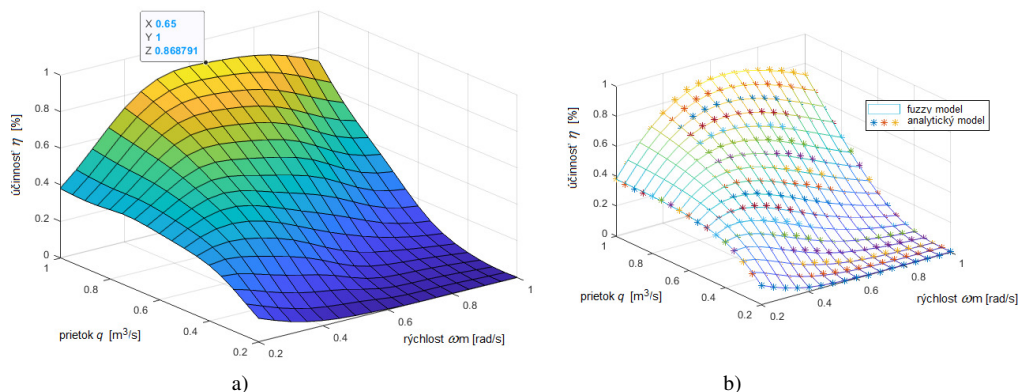 X 0.65
Y 1
Z 0.868791
1
0.8
0.6
0.4
0.2
0
účinnosť η [%]
1
0.8
0.6
0.4
0.2
prietok q [m³/s]
0.2
0.4
0.6
0.8
1
rýchlost ωm [rad/s]
a)
fuzzy model
analytický model
1
0.8
0.6
0.4
0.2
0
účinnosť η [%]
1
0.8
0.6
0.4
0.2
prietok q [m³/s]
0.2
0.4
0.6
0.8
1
rýchlost ωm [rad/s]
b)